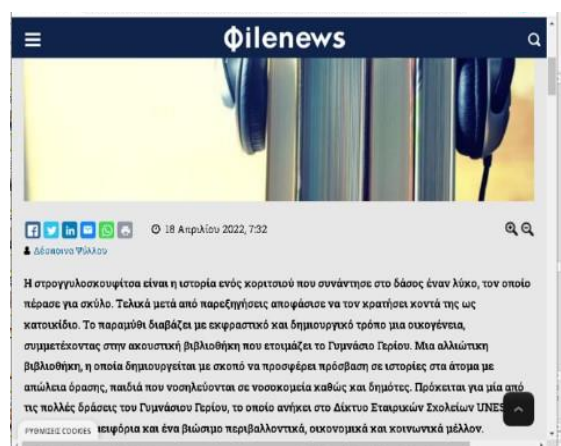 Φilenews
18 Απριλίου 2022, 7:32
Δέσποινα Ψύλλου
Η στρογγυλοσκουφίτσα είναι η ιστορία ενός κοριτσιού που συνάντησε στο δάσος έναν λύκο, τον οποίο
πέρασε για σκύλο. Τελικά μετά από παρεξηγήσεις αποφάσισε να τον κρατήσει κοντά της ως
κατοικίδιο. Το παραμύθι διαβάζει με εκφραστικό και δημιουργικό τρόπο μια οικογένεια,
συμμετέχοντας στην ακουστική βιβλιοθήκη που ετοιμάζει το Γυμνάσιο Γερίου. Μια αλλιώτικη
βιβλιοθήκη, η οποία δημιουργείται με σκοπό να προσφέρει πρόσβαση σε ιστορίες στα άτομα με
απώλεια όρασης, παιδιά που νοσηλεύονται σε νοσοκομεία καθώς και δημότες. Πρόκειται για μία από
τις πολλές δράσεις του Γυμνάσιου Γερίου, το οποίο ανήκει στο Δίκτυο Εταιρικών Σχολείων UNES
ΡΥΘΜΙΣΕΙΣ COOKIES ειφόρια και ένα βιώσιμο περιβαλλοντικά, οικονομικά και κοινωνικά μέλλον.